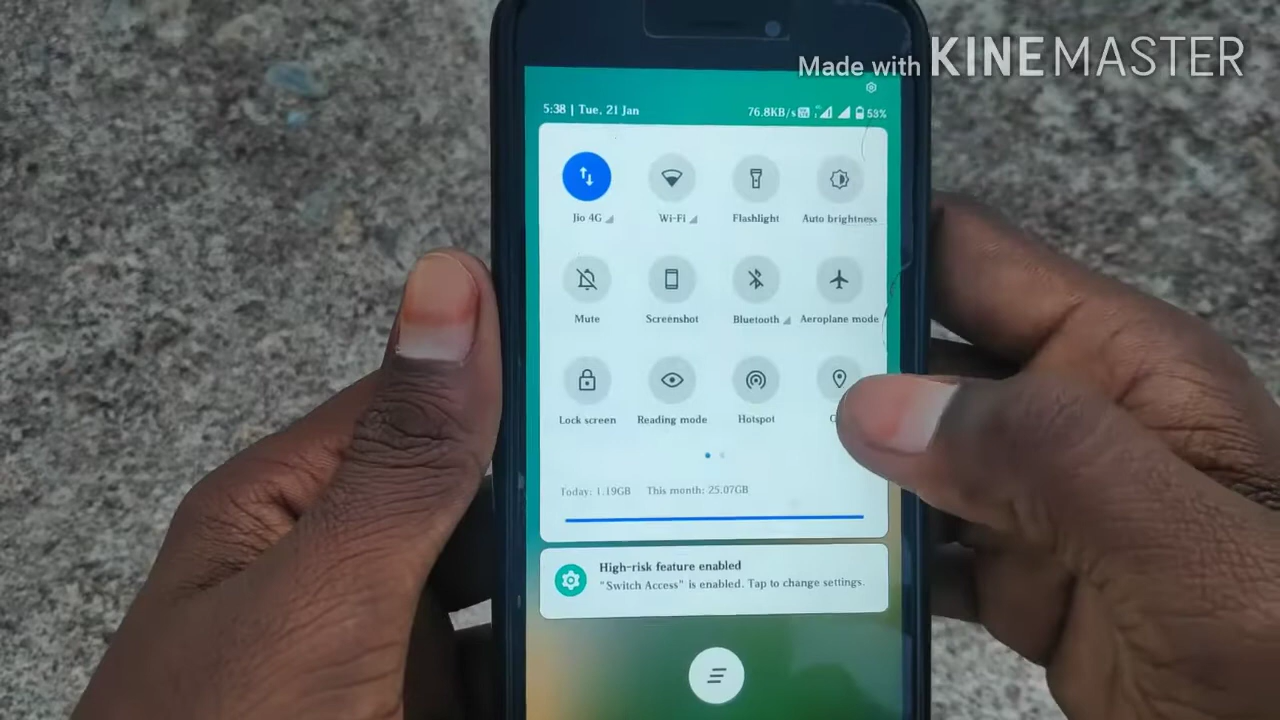 Made with KINEMASTER
5:38 | Tue, 21 Jan 76.8KB/s 53%
Jio 4G Wi-Fi Flashlight Auto brightness
Mute Screenshot Bluetooth Aeroplane mode
Lock screen Reading mode Hotspot
Today: 1.19GB This month: 25.07GB
High-risk feature enabled
"Switch Access" is enabled. Tap to change settings.